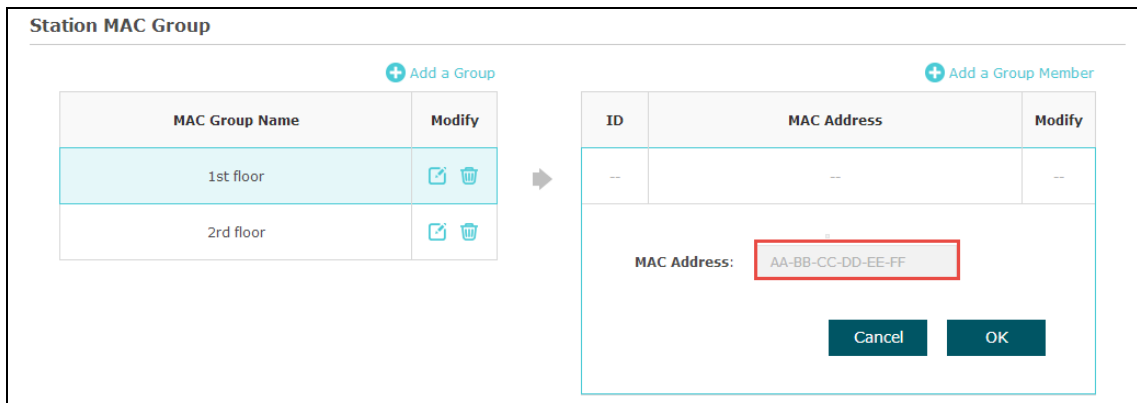 Station MAC Group
Add a Group
Add a Group Member
MAC Group Name Modify
1st floor
2rd floor
ID MAC Address Modify
-- -- --
MAC Address: AA-BB-CC-DD-EE-FF
Cancel OK